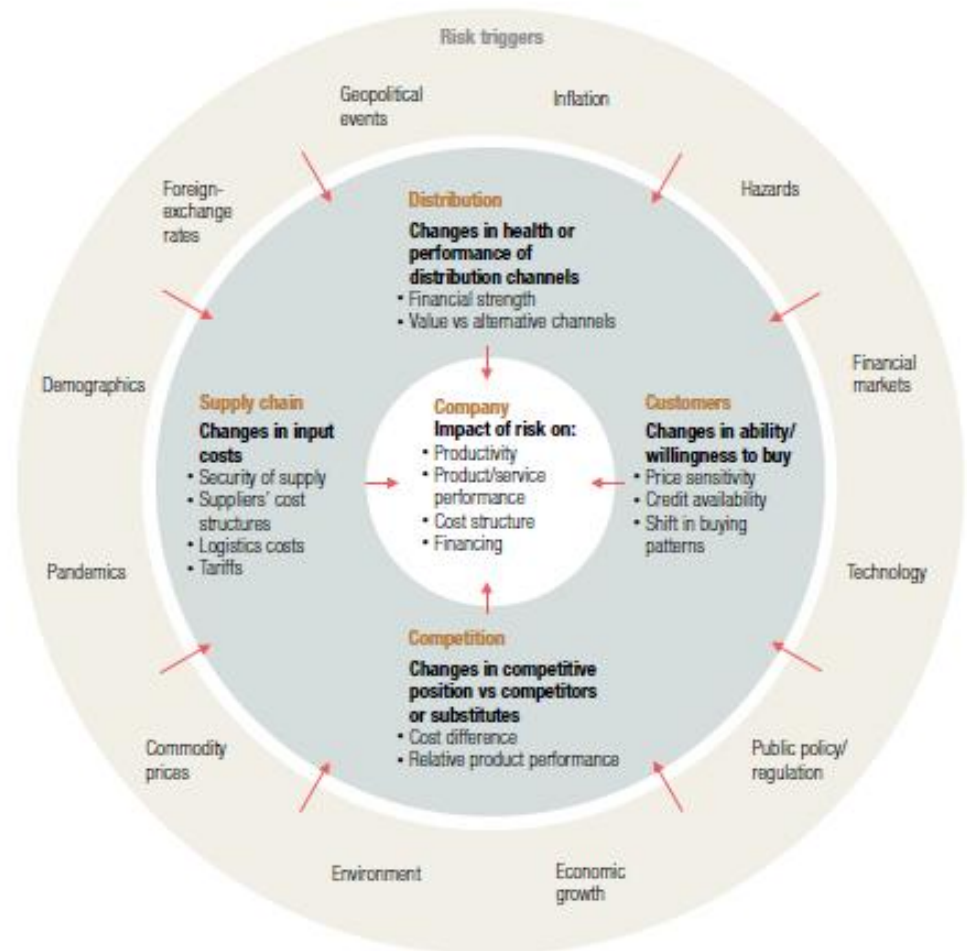 Risk triggers
Geopolitical
events
Inflation
Foreign-
exchange
rates
Hazards
Distribution
Changes in health or
performance of
distribution channels
• Financial strength
• Value vs alternative channels
Demographics
Financial
markets
Supply chain
Changes in input
costs
• Security of supply
• Suppliers' cost
structures
• Logistics costs
• Tariffs
Company
Impact of risk on:
• Productivity
• Product/service
performance
• Cost structure
• Financing
Customers
Changes in ability/
willingness to buy
• Price sensitivity
• Credit availability
• Shift in buying
patterns
Pandemics
Technology
Competition
Changes in competitive
position vs competitors
or substitutes
• Cost difference
• Relative product performance
Commodity
prices
Public policy/
regulation
Environment
Economic
growth